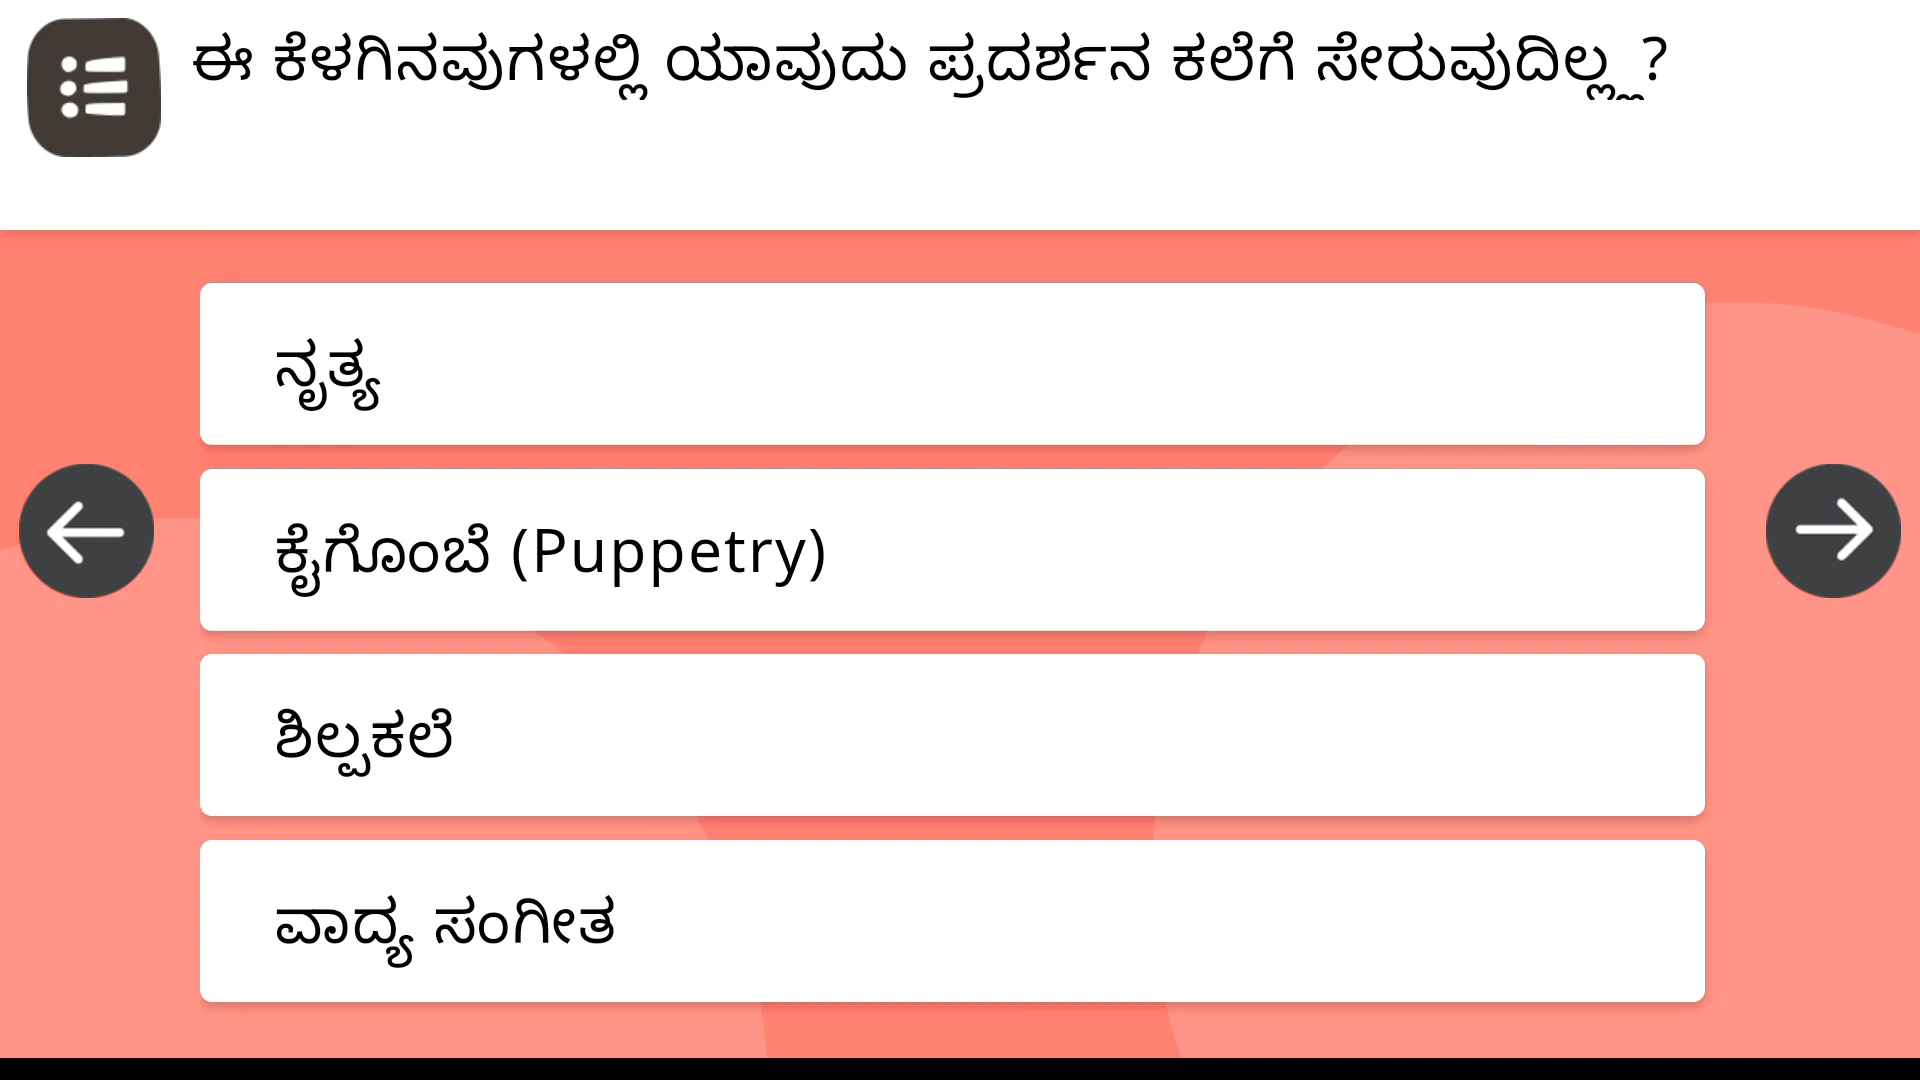 ಈ ಕೆಳಗಿನವುಗಳಲ್ಲಿ ಯಾವುದು ಪ್ರದರ್ಶನ ಕಲೆಗೆ ಸೇರುವುದಿಲ್ಲ್ಲ?
ನೃತ್ಯ
ಕೈಗೊಂಬೆ (Puppetry)
ಶಿಲ್ಪಕಲೆ
ವಾದ್ಯ ಸಂಗೀತ